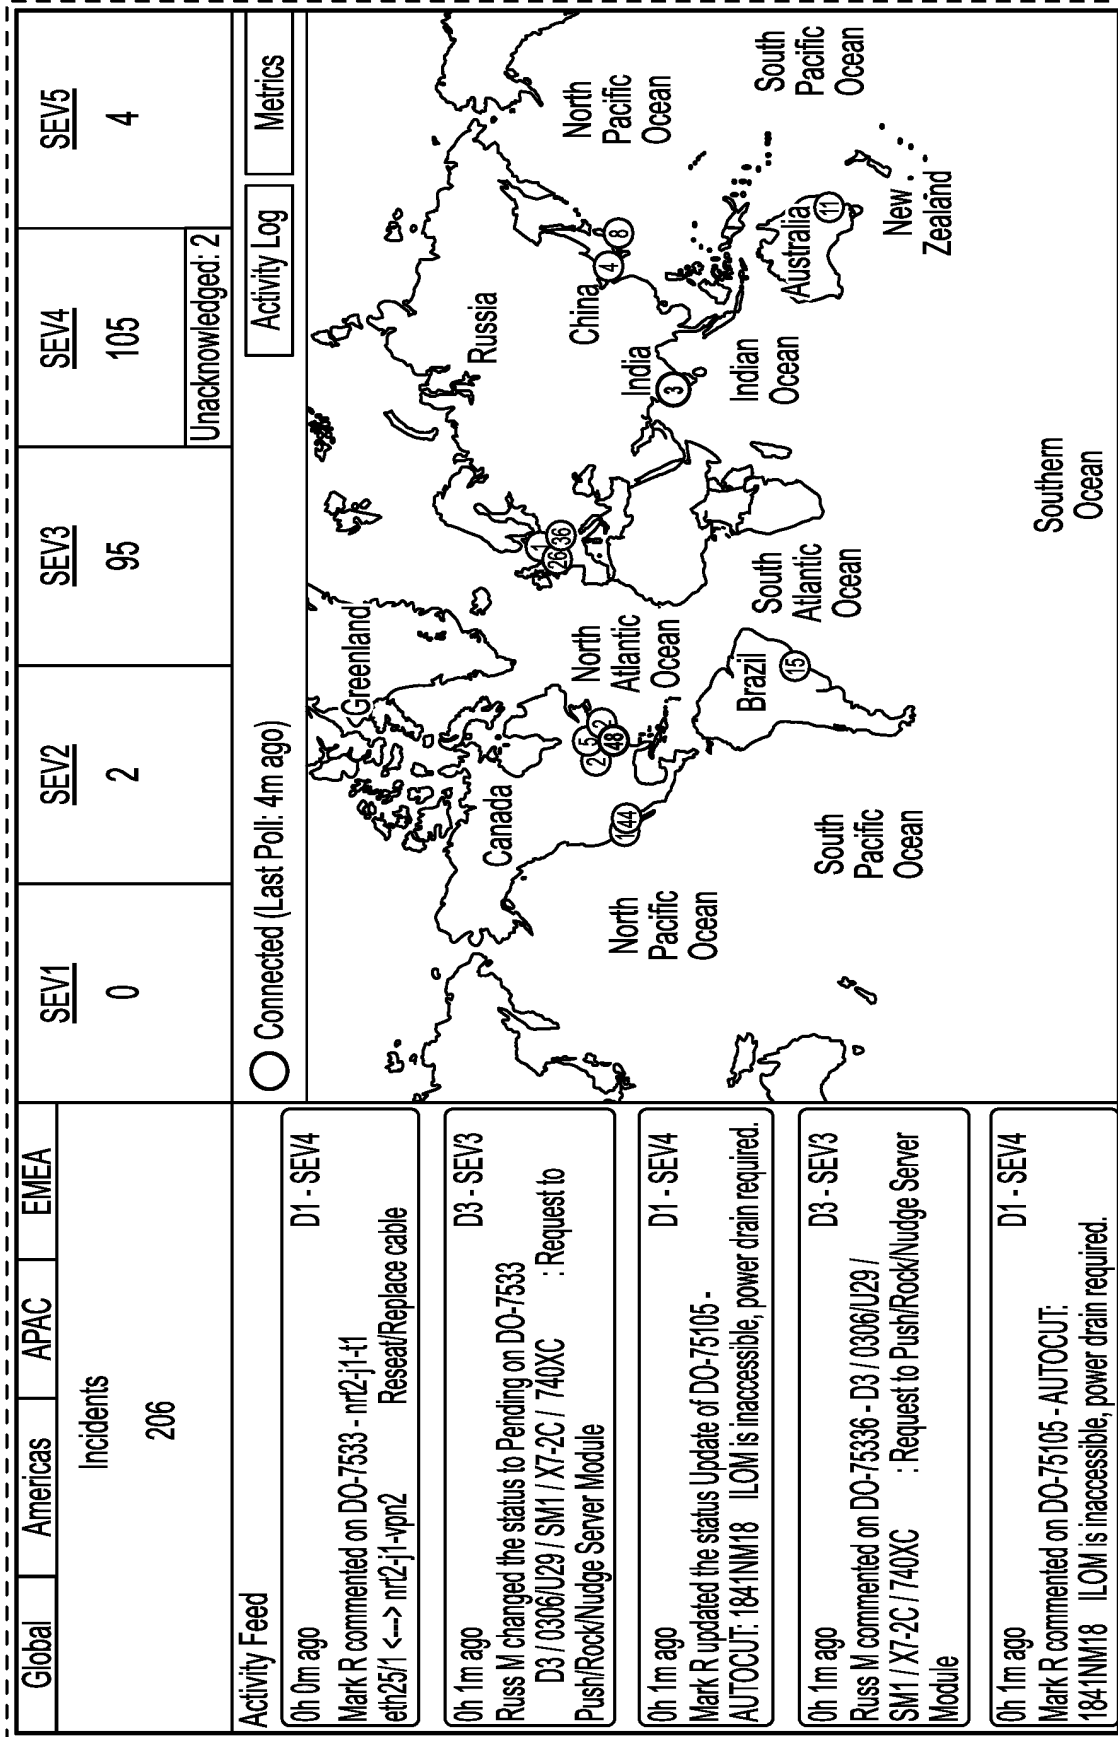 Global
Americas
APAC
EMEA
Incidents
206
SEV1
0
SEV2
2
SEV3
95
SEV4
105
Unacknowledged: 2
SEV5
4
Activity Feed
0h 0m ago
D1 - SEV4
Mark R commented on DO-7533 - nrt2-j1-t1
eth25/1 <---> nrt2-j1-vpn2 Reseat/Replace cable
0h 1m ago
D3 - SEV3
Russ M changed the status to Pending on DO-7533
D3 / 0306/U29 / SM1 / X7-2C / 740XC : Request to
Push/Rock/Nudge Server Module
0h 1m ago
D1 - SEV4
Mark R updated the status Update of DO-75105 -
AUTOCUT: 1841NM18 ILOM is inaccessible, power drain required.
0h 1m ago
D3 - SEV3
Russ M commented on DO-75336 - D3 / 0306/U29 /
SM1 / X7-2C / 740XC : Request to Push/Rock/Nudge Server
Module
0h 1m ago
D1 - SEV4
Mark R commented on DO-75105 - AUTOCUT:
1841NM18 ILOM is inaccessible, power drain required.
Connected (Last Poll: 4m ago)
Activity Log
Metrics
Greenland
Canada
Russia
North
Pacific
Ocean
North
Atlantic
Ocean
China
India
North
Pacific
Ocean
Brazil
South
Pacific
Ocean
South
Atlantic
Ocean
Indian
Ocean
Australia
South
Pacific
Ocean
New
Zealand
Southern
Ocean
44
2
5
2
48
15
1
26
36
3
4
8
11